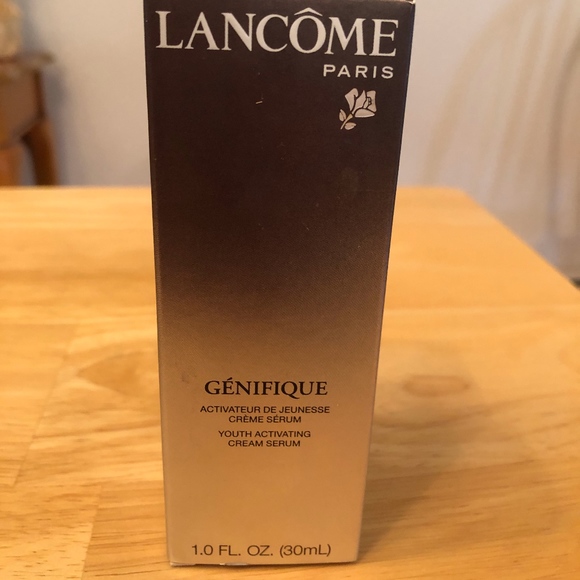 LANCÔME
PARIS
GÉNIFIQUE
ACTIVATEUR DE JEUNESSE
CRÈME SÉRUM
YOUTH ACTIVATING
CREAM SERUM
1.0 FL. OZ. (30mL)